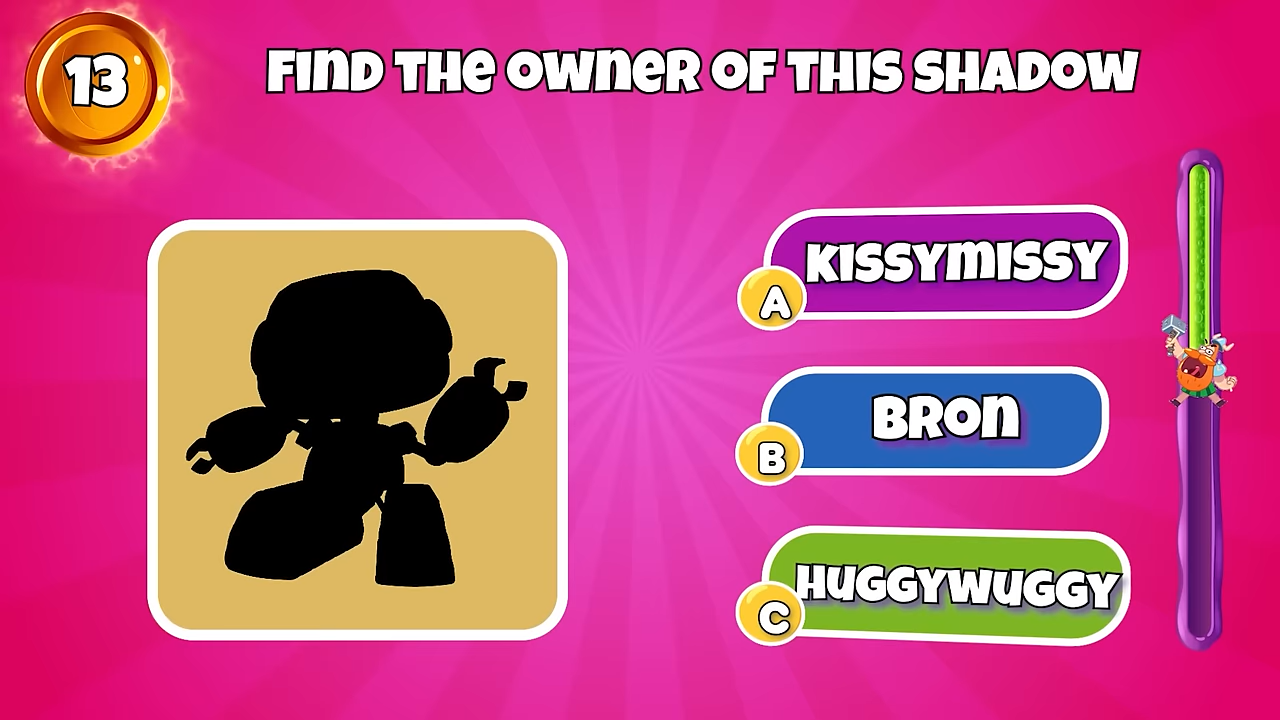 13
FIND THE OWNER OF THIS SHADOW
KISSYMISSY
A
BRON
B
HUGGYWUGGY
C